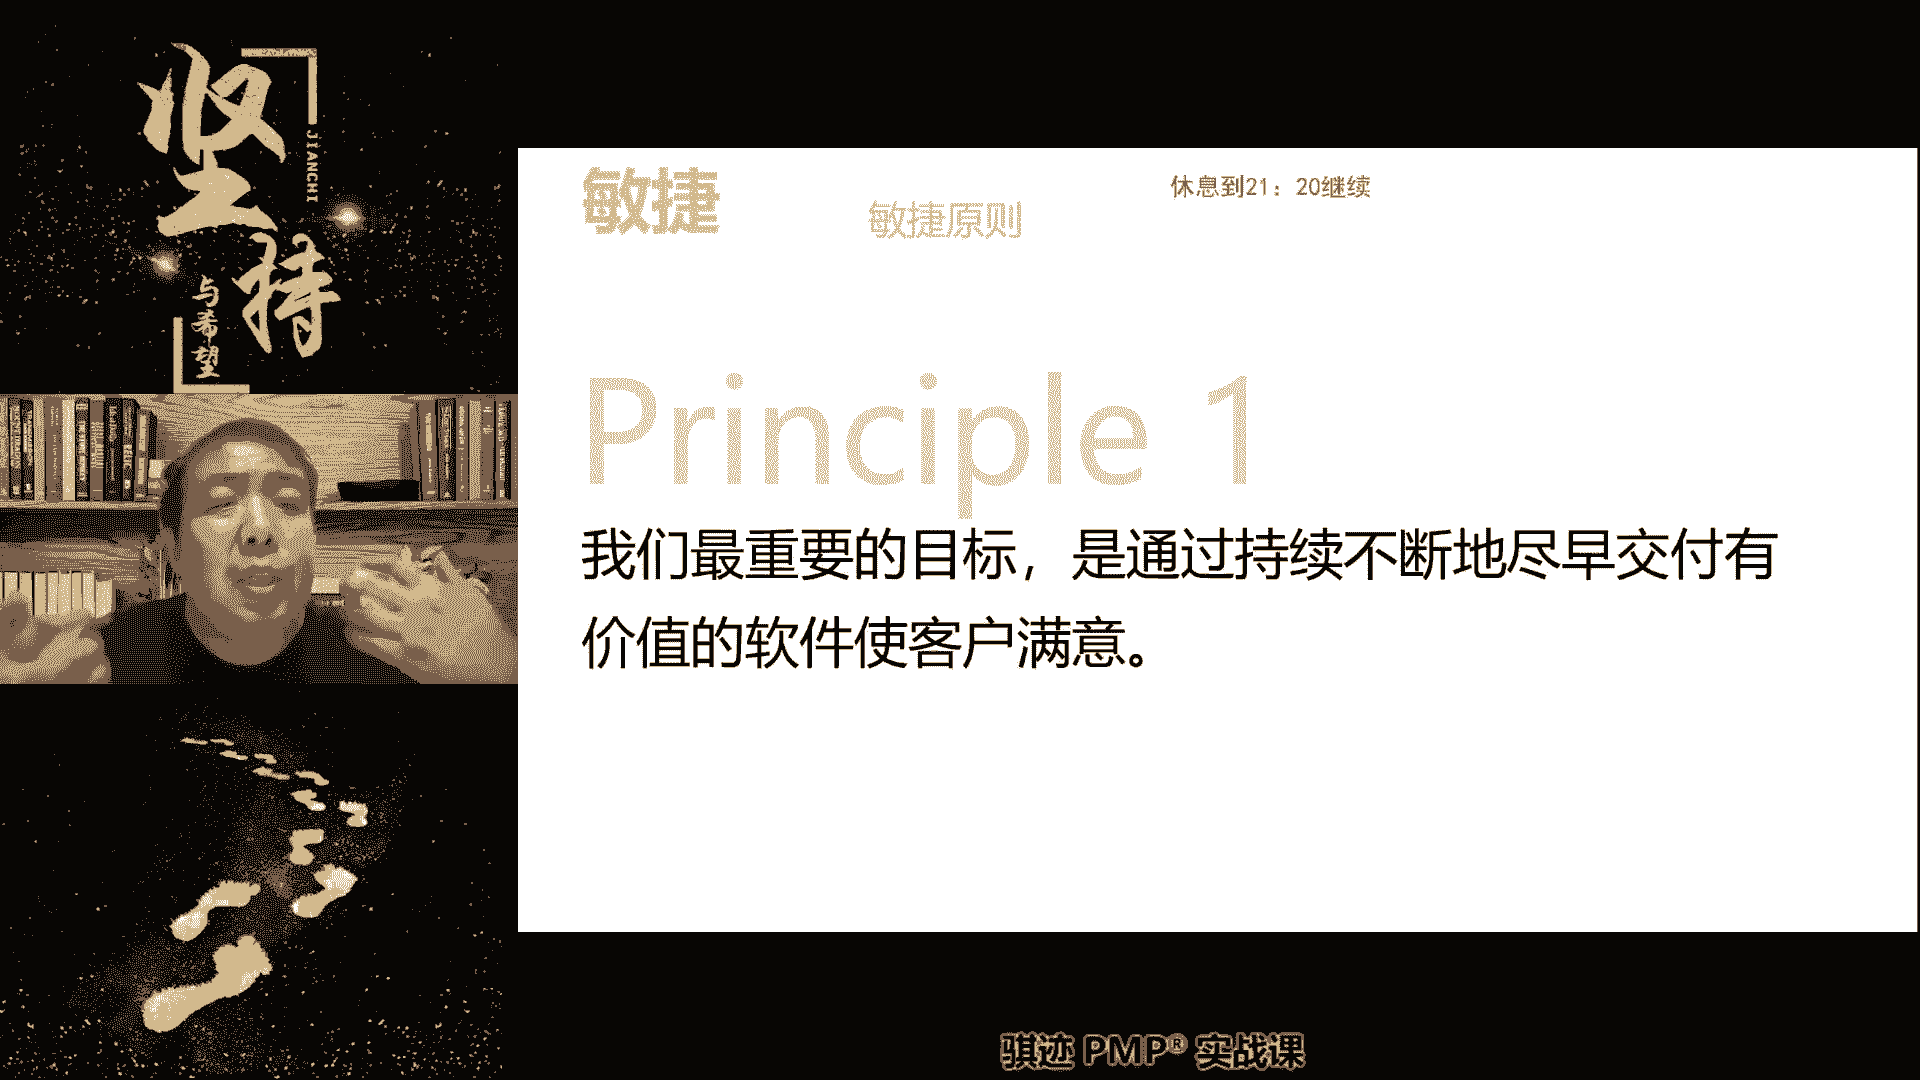 坚持
JIANCHI
与希望
敏捷
敏捷原则
休息到21：20继续
Principle 1
我们最重要的目标，是通过持续不断地尽早交付有
价值的软件使客户满意。
骐迹 PMP® 实战课